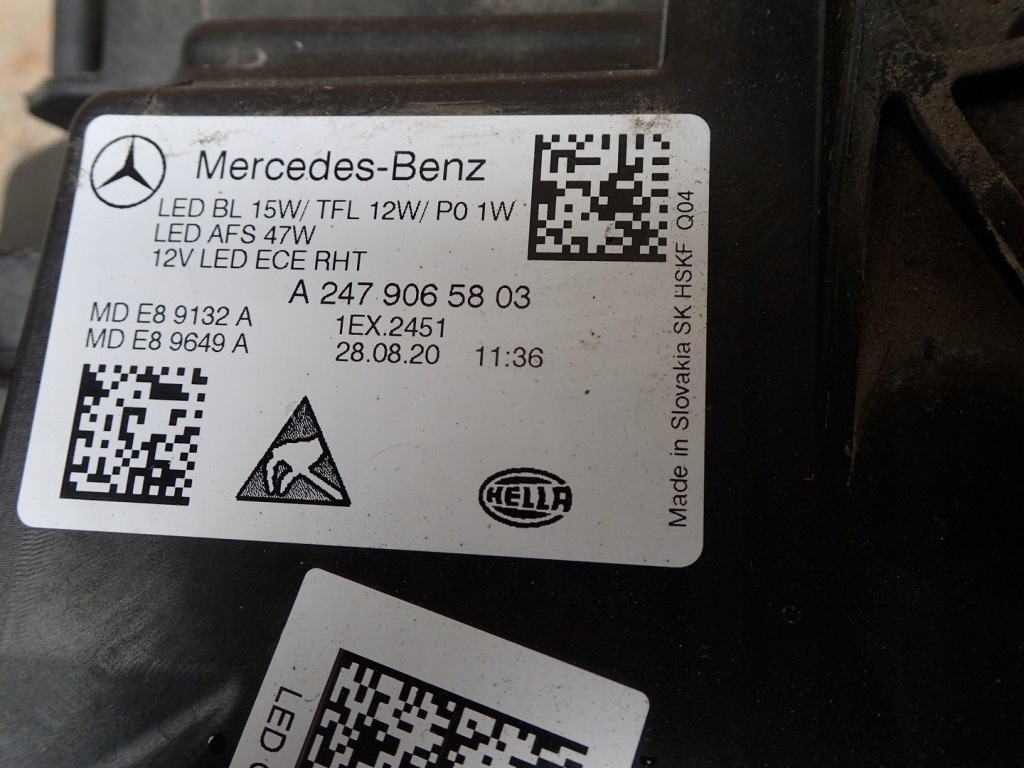 Mercedes-Benz
LED BL 15W/ TFL 12W/ P0 1W
LED AFS 47W
12V LED ECE RHT
A 247 906 58 03
MD E8 9132 A
MD E8 9649 A
1EX.2451
28.08.20 11:36
HELLA
Made in Slovakia SK HSKF Q04
LED